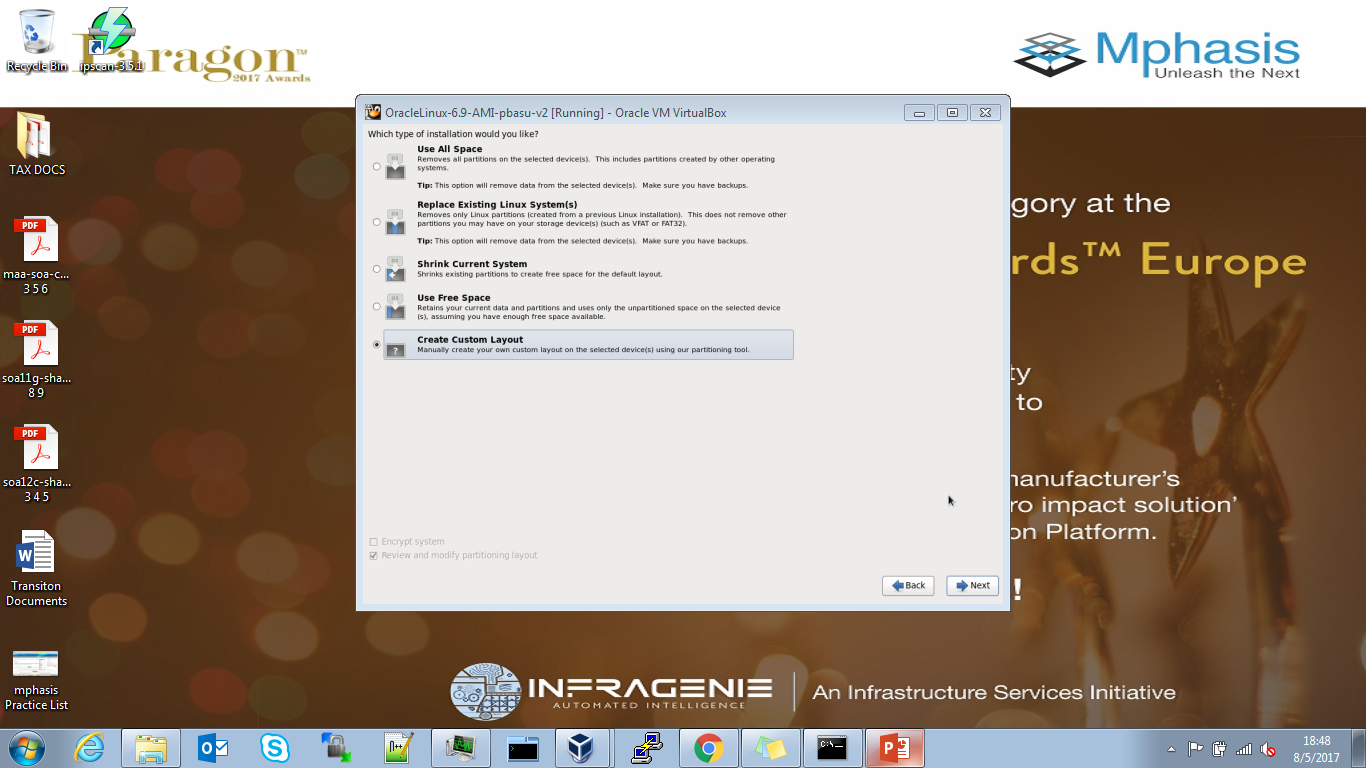 Recycle Bin
ipscan-3.5.1
Paragon™
2017 Awards
Mphasis
Unleash the Next
TAX DOCS
PDF
maa-soa-c...
3 5 6
PDF
soa11g-sha...
8 9
PDF
soa12c-sha...
3 4 5
Transiton
Documents
mphasis
Practice List
OracleLinux-6.9-AMI-pbasu-v2 [Running] - Oracle VM VirtualBox
Which type of installation would you like?
Use All Space
Removes all partitions on the selected device(s). This includes partitions created by other operating
systems.
Tip: This option will remove data from the selected device(s). Make sure you have backups.
Replace Existing Linux System(s)
Removes only Linux partitions (created from a previous Linux installation). This does not remove other
partitions you may have on your storage device(s) (such as VFAT or FAT32).
Tip: This option will remove data from the selected device(s). Make sure you have backups.
Shrink Current System
Shrinks existing partitions to create free space for the default layout.
Use Free Space
Retains your current data and partitions and uses only the unpartitioned space on the selected device
(s), assuming you have enough free space available.
Create Custom Layout
Manually create your own custom layout on the selected device(s) using our partitioning tool.
Encrypt system
Review and modify partitioning layout
Back
Next
gory at the
rds™ Europe
ty
to
nanufacturer's
ro impact solution'
on Platform.
!
INFRAGENIE
AUTOMATED INTELLIGENCE
An Infrastructure Services Initiative
18:48
8/5/2017